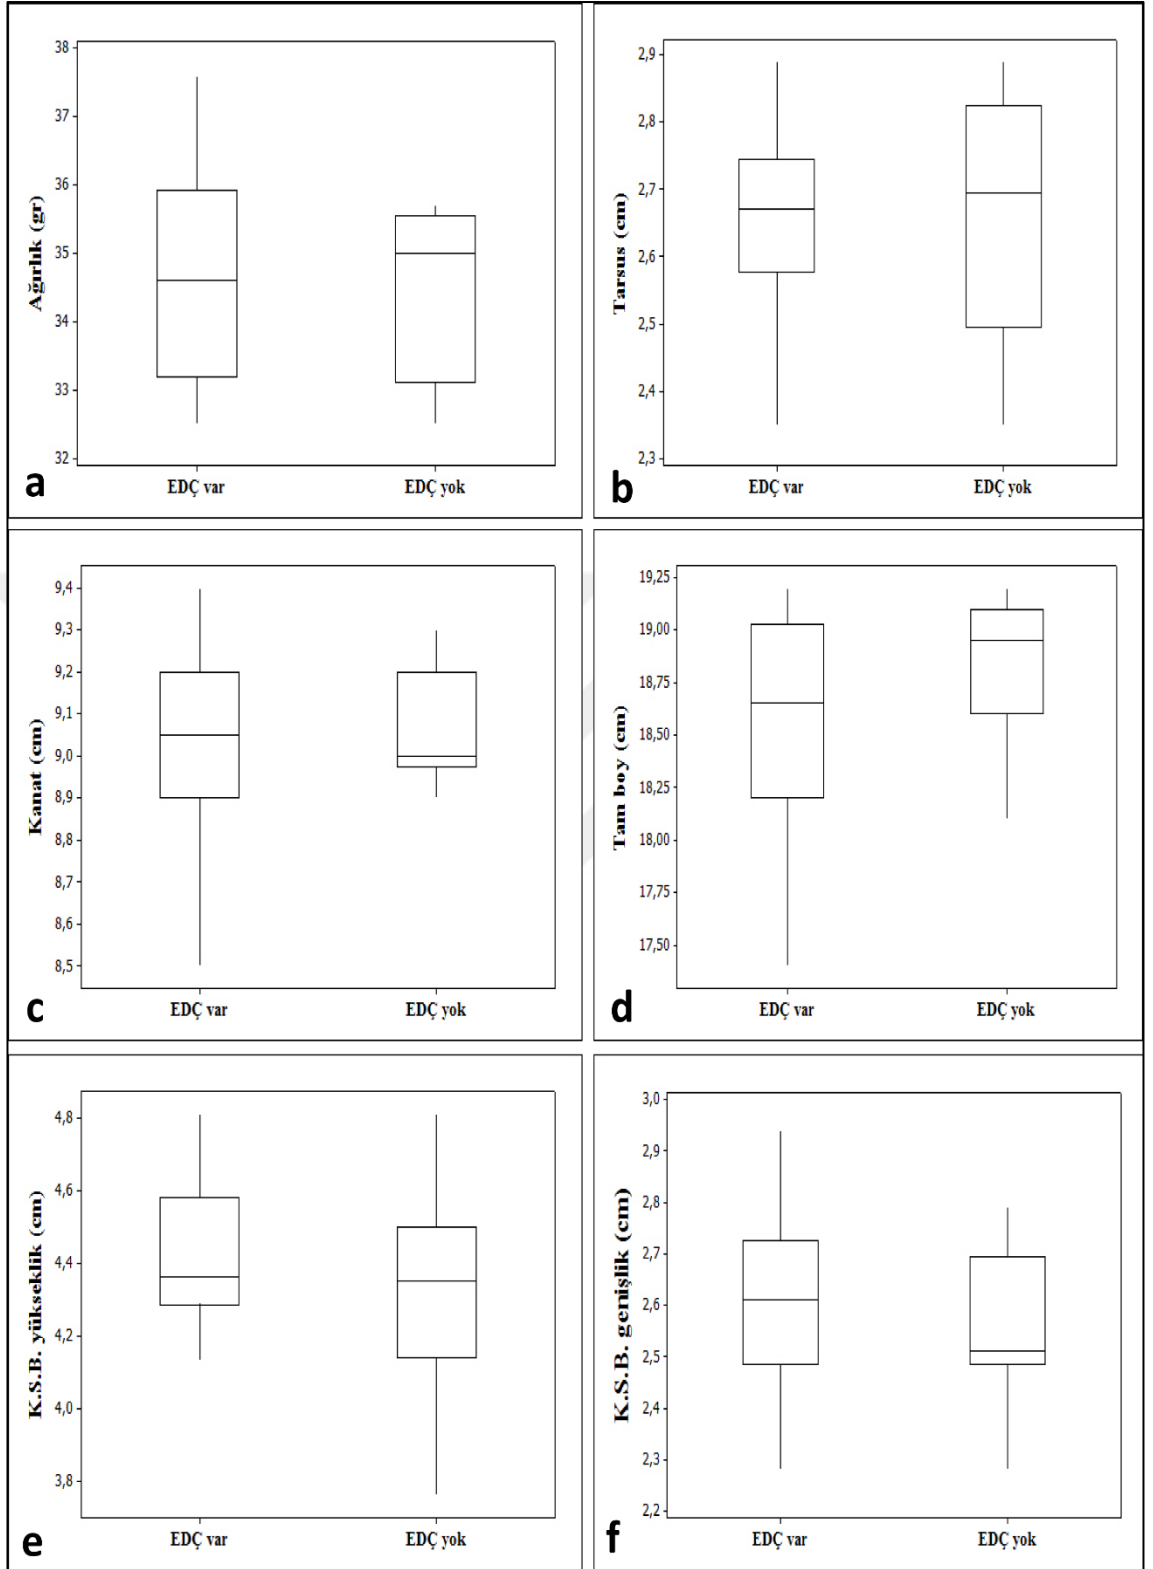 38
37
36
35
34
33
32
Ağırlık (gr)
EDÇ var
EDÇ yok
a
2,9
2,8
2,7
2,6
2,5
2,4
2,3
Tarsus (cm)
EDÇ var
EDÇ yok
b
9,4
9,3
9,2
9,1
9,0
8,9
8,8
8,7
8,6
8,5
Kanat (cm)
EDÇ var
EDÇ yok
c
19,25
19,00
18,75
18,50
18,25
18,00
17,75
17,50
Tam boy (cm)
EDÇ var
EDÇ yok
d
4,8
4,6
4,4
4,2
4,0
3,8
K.S.B. yükseklik (cm)
EDÇ var
EDÇ yok
e
3,0
2,9
2,8
2,7
2,6
2,5
2,4
2,3
2,2
K.S.B. genişlik (cm)
EDÇ var
EDÇ yok
f